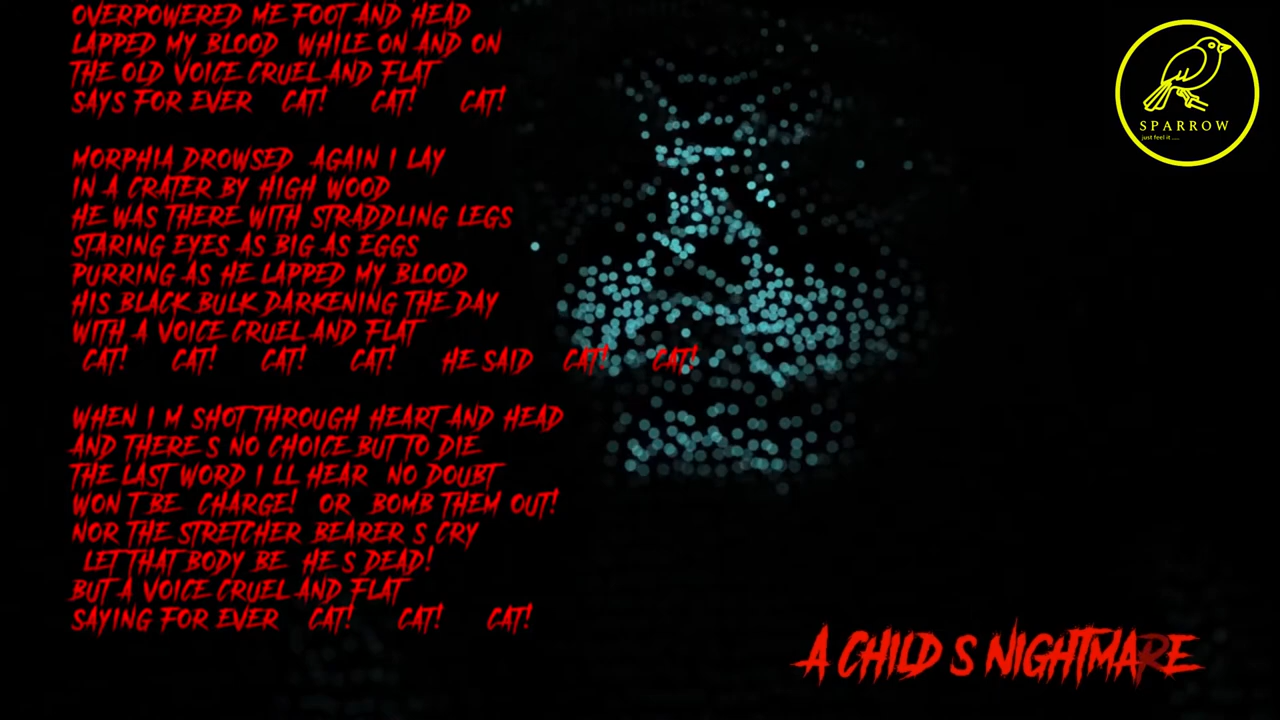 OVERPOWERED ME FOOT AND HEAD
LAPPED MY BLOOD WHILE ON AND ON
THE OLD VOICE CRUEL AND FLAT
SAYS FOR EVER CAT! CAT! CAT!
MORPHIA DROWSED AGAIN I LAY
IN A CRATER BY HIGH WOOD
HE WAS THERE WITH STRADDLING LEGS
STARING EYES AS BIG AS EGGS
PURRING AS HE LAPPED MY BLOOD
HIS BLACK BULK DARKENING THE DAY
WITH A VOICE CRUEL AND FLAT
CAT! CAT! CAT! CAT! HE SAID CAT! CAT!
WHEN I M SHOT THROUGH HEART AND HEAD
AND THERE S NO CHOICE BUT TO DIE
THE LAST WORD I LL HEAR NO DOUBT
WON T BE CHARGE! OR BOMB THEM OUT!
NOR THE STRETCHER BEARER S CRY
LET THAT BODY BE HE S DEAD!
BUT A VOICE CRUEL AND FLAT
SAYING FOR EVER CAT! CAT! CAT!
SPARROW
just feel it ....
A CHILD S NIGHTMARE